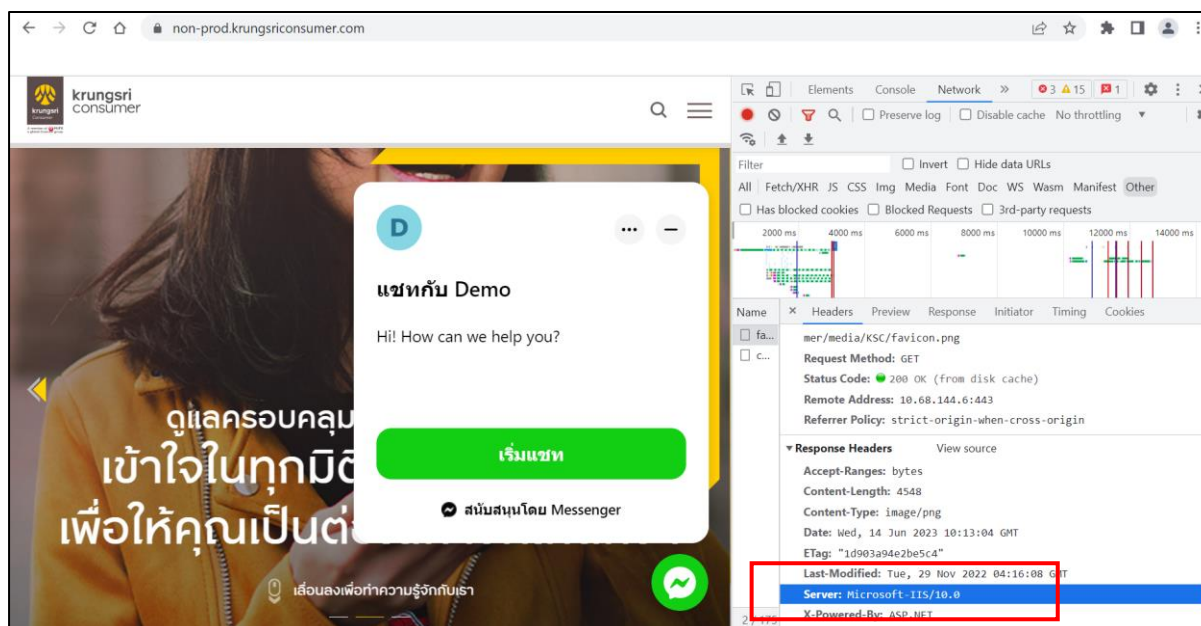 non-prod.krungsriconsumer.com
krungsri
consumer
krungsri
Elements Console Network » 3 15 1
Preserve log Disable cache No throttling
Filter Invert Hide data URLs
All Fetch/XHR JS CSS Img Media Font Doc WS Wasm Manifest Other
Has blocked cookies Blocked Requests 3rd-party requests
2000 ms 4000 ms 6000 ms 8000 ms 10000 ms 12000 ms 14000 ms
Name × Headers Preview Response Initiator Timing Cookies
fa...
c...
mer/media/KSC/favicon.png
Request Method: GET
Status Code: 200 OK (from disk cache)
Remote Address: 10.68.144.6:443
Referrer Policy: strict-origin-when-cross-origin
Response Headers View source
Accept-Ranges: bytes
Content-Length: 4548
Content-Type: image/png
Date: Wed, 14 Jun 2023 10:13:04 GMT
ETag: "1d903a94e2be5c4"
Last-Modified: Tue, 29 Nov 2022 04:16:08 GMT
Server: Microsoft-IIS/10.0
X-Powered-By: ASP.NET
D
แชทกับ Demo
Hi! How can we help you?
เริ่มแชท
สนับสนุนโดย Messenger
ดูแลครอบคลุม
เข้าใจในทุกมิติ
เพื่อให้คุณเป็นต่
เลื่อนลงเพื่อทำความรู้จักกับเรา